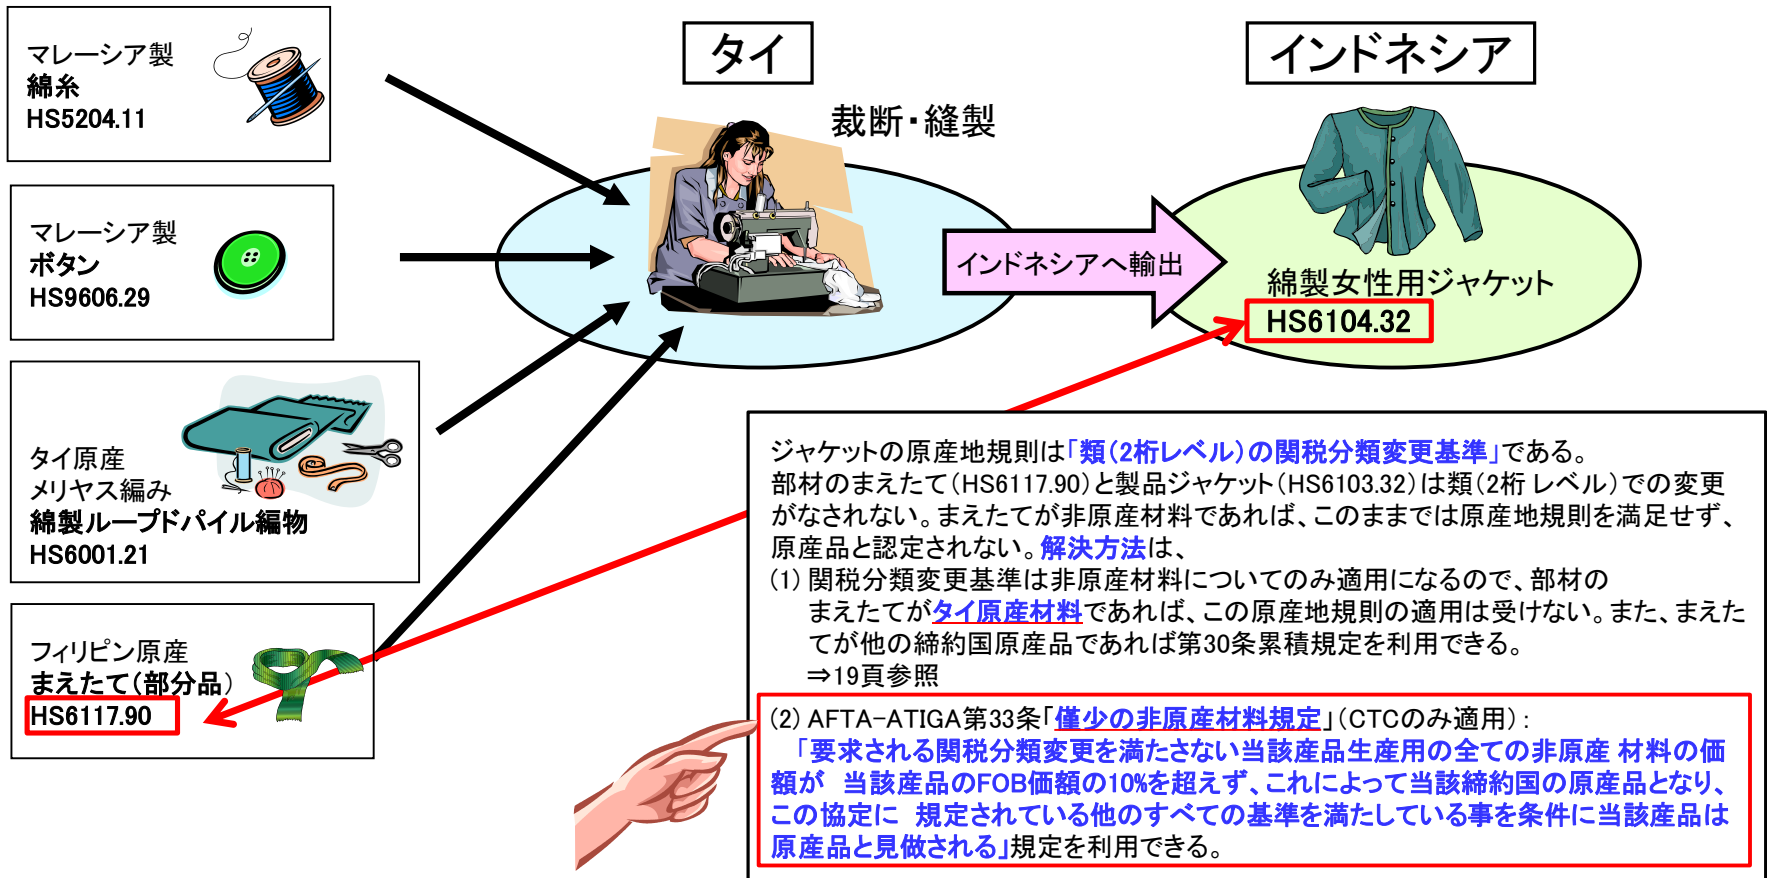 マレーシア製
綿糸
HS5204.11
マレーシア製
ボタン
HS9606.29
タイ原産
メリヤス編み
綿製ループドパイル編物
HS6001.21
フィリピン原産
まえたて(部分品)
HS6117.90
タイ
裁断・縫製
インドネシアへ輸出
インドネシア
綿製女性用ジャケット
HS6104.32
ジャケットの原産地規則は「類(2桁レベル)の関税分類変更基準」である。
部材のまえたて(HS6117.90)と製品ジャケット(HS6103.32)は類(2桁 レベル)での変更
がなされない。まえたてが非原産材料であれば、このままでは原産地規則を満足せず、
原産品と認定されない。解決方法は、
(1) 関税分類変更基準は非原産材料についてのみ適用になるので、部材の
まえたてがタイ原産材料であれば、この原産地規則の適用は受けない。また、まえた
てが他の締約国原産品であれば第30条累積規定を利用できる。
⇒19頁参照
(2) AFTA-ATIGA第33条「僅少の非原産材料規定」(CTCのみ適用):
「要求される関税分類変更を満たさない当該産品生産用の全ての非原産 材料の価
額が 当該産品のFOB価額の10%を超えず、これによって当該締約国の原産品となり、
この協定に 規定されている他のすべての基準を満たしている事を条件に当該産品は
原産品と見做される」規定を利用できる。